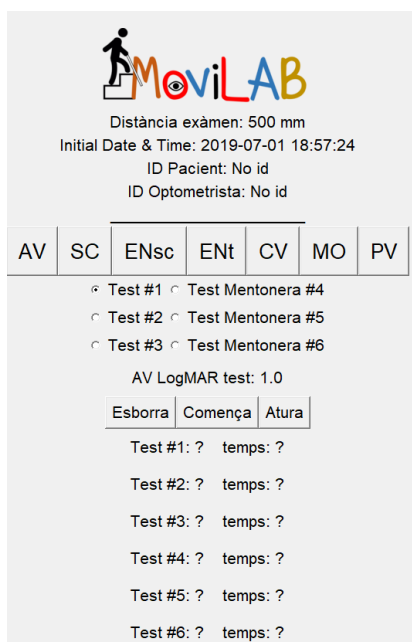 MoviLAB
Distància exàmen: 500 mm
Initial Date & Time: 2019-07-01 18:57:24
ID Pacient: No id
ID Optometrista: No id
AV SC ENsc ENt CV MO PV
Test #1 Test Mentonera #4
Test #2 Test Mentonera #5
Test #3 Test Mentonera #6
AV LogMAR test: 1.0
Esborra Comença Atura
Test #1: ? temps: ?
Test #2: ? temps: ?
Test #3: ? temps: ?
Test #4: ? temps: ?
Test #5: ? temps: ?
Test #6: ? temps: ?